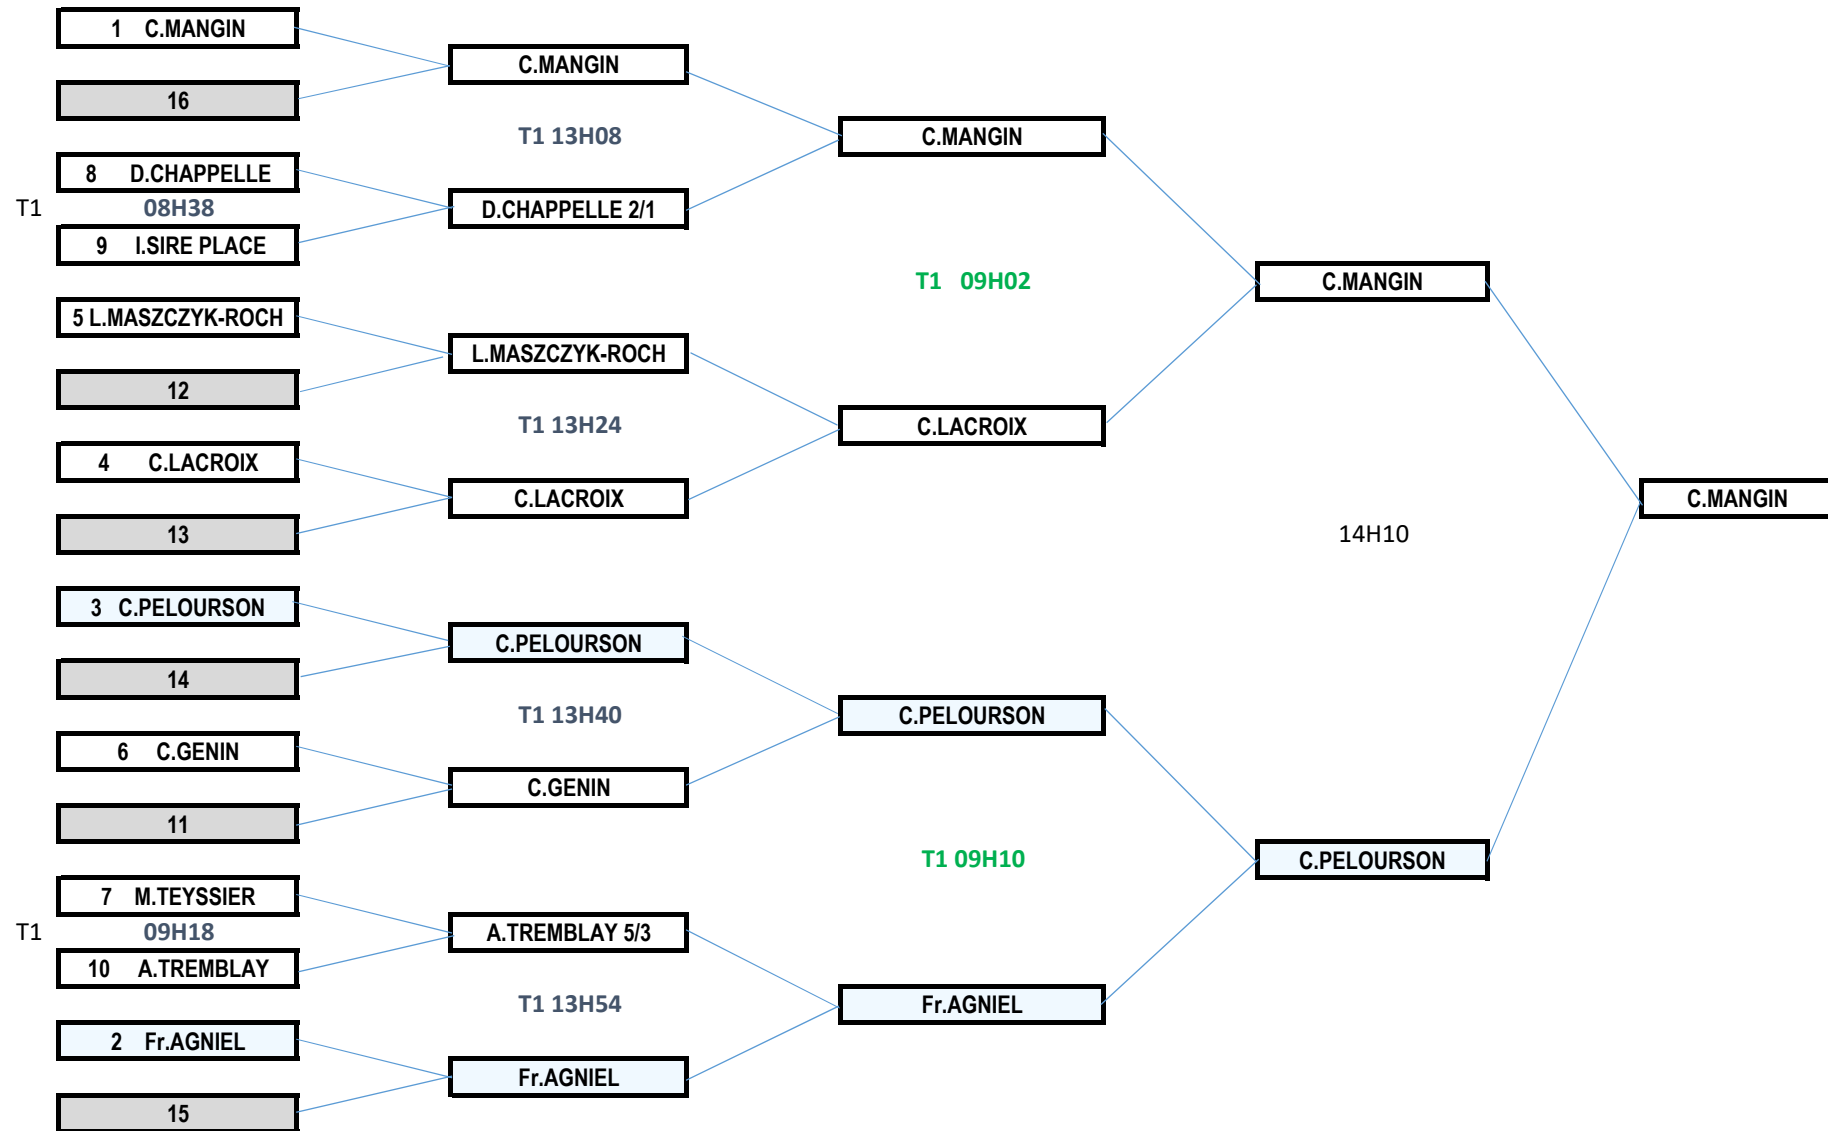 1 C.MANGIN
16
T1
8 D.CHAPPELLE
08H38
9 I.SIRE PLACE
5 L.MASZCZYK-ROCH
12
4 C.LACROIX
13
3 C.PELOURSON
14
6 C.GENIN
11
T1
7 M.TEYSSIER
09H18
10 A.TREMBLAY
2 Fr.AGNIEL
15
C.MANGIN
T1 13H08
D.CHAPPELLE 2/1
L.MASZCZYK-ROCH
T1 13H24
C.LACROIX
C.PELOURSON
T1 13H40
C.GENIN
A.TREMBLAY 5/3
T1 13H54
Fr.AGNIEL
C.MANGIN
T1 09H02
C.LACROIX
C.PELOURSON
T1 09H10
Fr.AGNIEL
C.MANGIN
14H10
C.PELOURSON
C.MANGIN